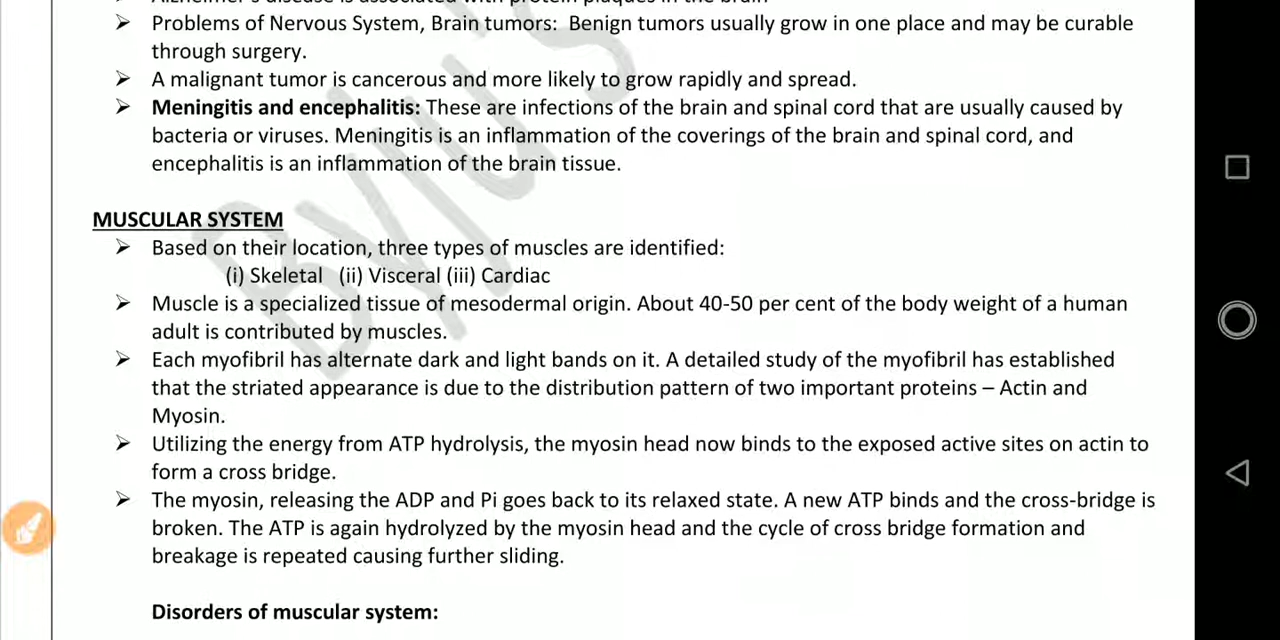 Alzheimer's disease is associated with protein plaques in the brain
➢ Problems of Nervous System, Brain tumors: Benign tumors usually grow in one place and may be curable
through surgery.
➢ A malignant tumor is cancerous and more likely to grow rapidly and spread.
➢ Meningitis and encephalitis: These are infections of the brain and spinal cord that are usually caused by
bacteria or viruses. Meningitis is an inflammation of the coverings of the brain and spinal cord, and
encephalitis is an inflammation of the brain tissue.
MUSCULAR SYSTEM
➢ Based on their location, three types of muscles are identified:
(i) Skeletal (ii) Visceral (iii) Cardiac
➢ Muscle is a specialized tissue of mesodermal origin. About 40-50 per cent of the body weight of a human
adult is contributed by muscles.
➢ Each myofibril has alternate dark and light bands on it. A detailed study of the myofibril has established
that the striated appearance is due to the distribution pattern of two important proteins – Actin and
Myosin.
➢ Utilizing the energy from ATP hydrolysis, the myosin head now binds to the exposed active sites on actin to
form a cross bridge.
➢ The myosin, releasing the ADP and Pi goes back to its relaxed state. A new ATP binds and the cross-bridge is
broken. The ATP is again hydrolyzed by the myosin head and the cycle of cross bridge formation and
breakage is repeated causing further sliding.
Disorders of muscular system:
Byju's